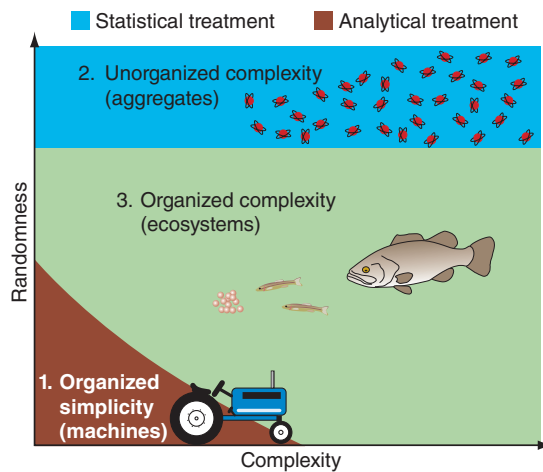 Statistical treatment
Analytical treatment
2. Unorganized complexity
(aggregates)
3. Organized complexity
(ecosystems)
Randomness
1. Organized
simplicity
(machines)
Complexity